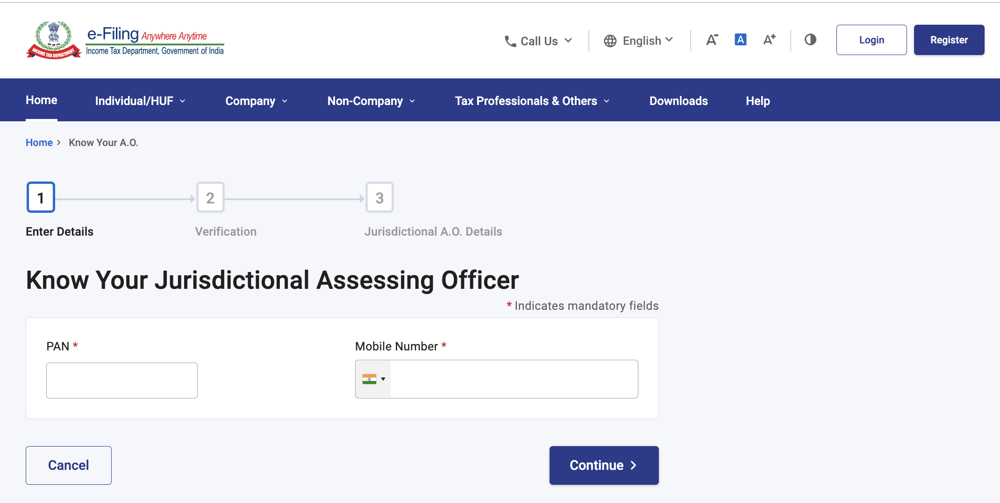 e-Filing Anywhere Anytime
Income Tax Department, Government of India
INCOME TAX DEPARTMENT
Call Us
English
A-
A
A+
Login
Register
Home
Individual/HUF
Company
Non-Company
Tax Professionals & Others
Downloads
Help
Home > Know Your A.O.
1
2
3
Enter Details
Verification
Jurisdictional A.O. Details
Know Your Jurisdictional Assessing Officer
* Indicates mandatory fields
PAN *
Mobile Number *
Cancel
Continue >